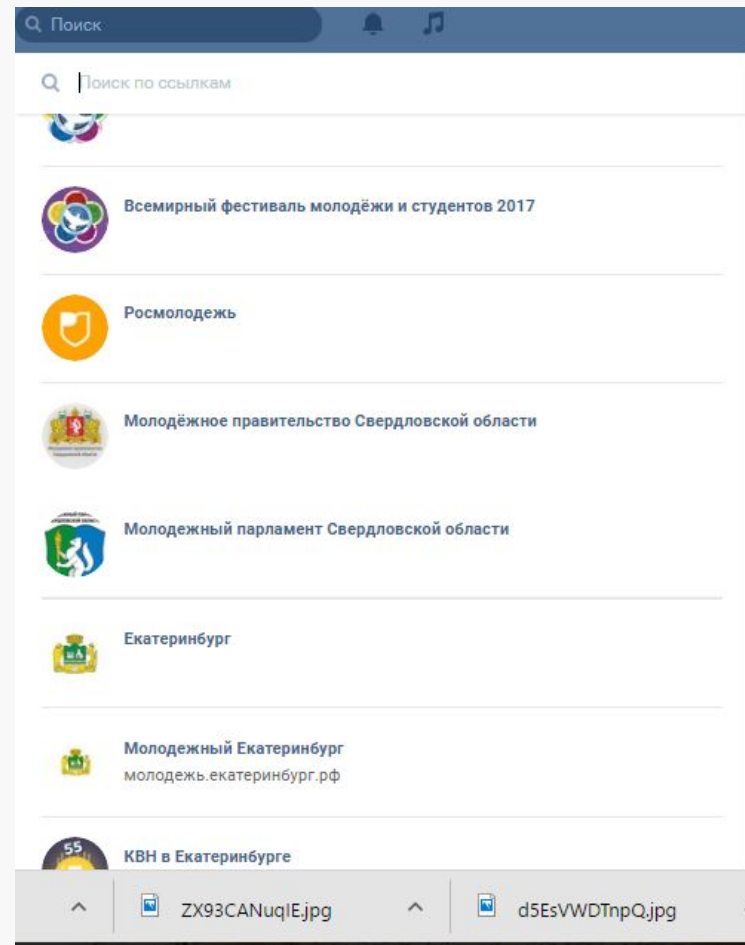 Поиск
Поиск по ссылкам
Всемирный фестиваль молодёжи и студентов 2017
Росмолодежь
Молодёжное правительство Свердловской области
Молодежный парламент Свердловской области
Екатеринбург
Молодежный Екатеринбург
молодежь.екатеринбург.рф
55
КВН в Екатеринбурге
ZX93CANuqIE.jpg
d5EsVWDTnpQ.jpg